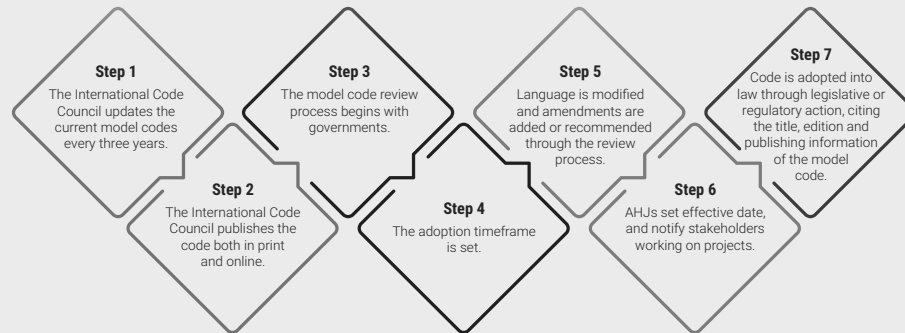 Step 1
The International Code
Council updates the
current model codes
every three years.
Step 2
The International Code
Council publishes the
code both in print
and online.
Step 3
The model code review
process begins with
governments.
Step 4
The adoption timeframe
is set.
Step 5
Language is modified
and amendments are
added or recommended
through the review
process.
Step 6
AHJs set effective date,
and notify stakeholders
working on projects.
Step 7
Code is adopted into
law through legislative or
regulatory action, citing
the title, edition and
publishing information
of the model
code.